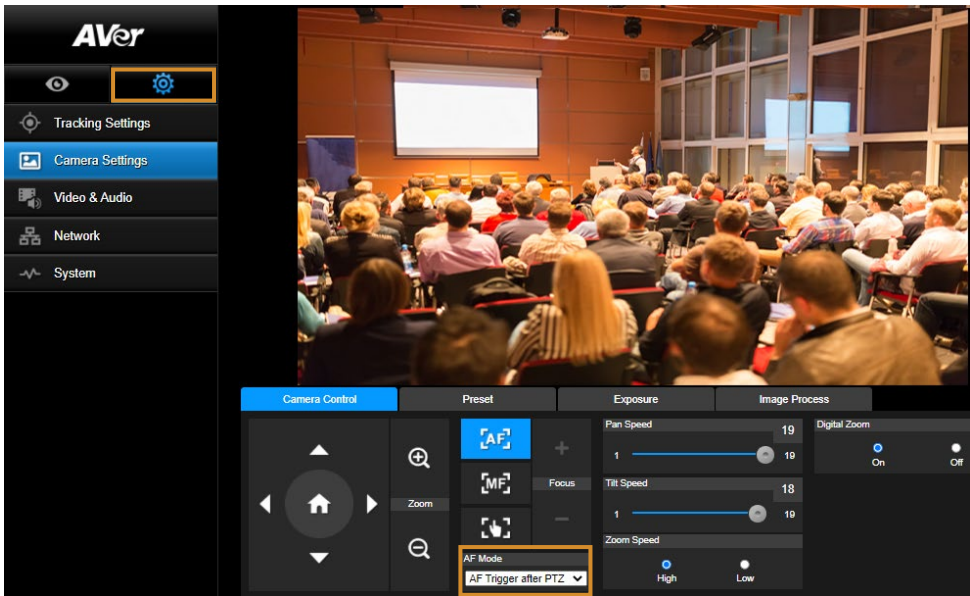 AVer
Tracking Settings
Camera Settings
Video & Audio
Network
System
Camera Control
Preset
Exposure
Image Process
Zoom
AF
MF
Focus
AF Mode
AF Trigger after PTZ
Pan Speed
19
1
19
Tilt Speed
18
1
19
Zoom Speed
High
Low
Digital Zoom
On
Off